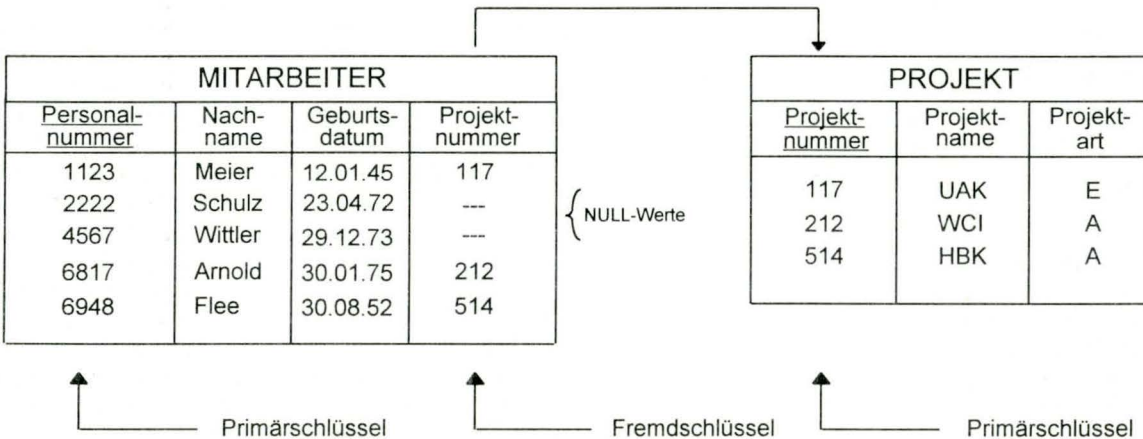 MITARBEITER
Personal-
nummer
Nach-
name
Geburts-
datum
Projekt-
nummer
1123 Meier 12.01.45 117
2222 Schulz 23.04.72 ---
4567 Wittler 29.12.73 ---
6817 Arnold 30.01.75 212
6948 Flee 30.08.52 514
NULL-Werte
PROJEKT
Projekt-
nummer
Projekt-
name
Projekt-
art
117 UAK E
212 WCI A
514 HBK A
Primärschlüssel
Fremdschlüssel
Primärschlüssel